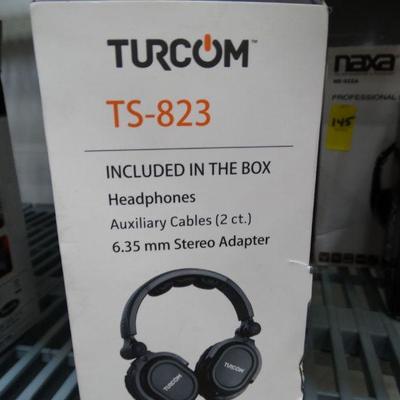 TURCOM™
TS-823
INCLUDED IN THE BOX
Headphones
Auxiliary Cables (2 ct.)
6.35 mm Stereo Adapter
TURCOM
TURCOM
naxa
PROFESSIONAL
145